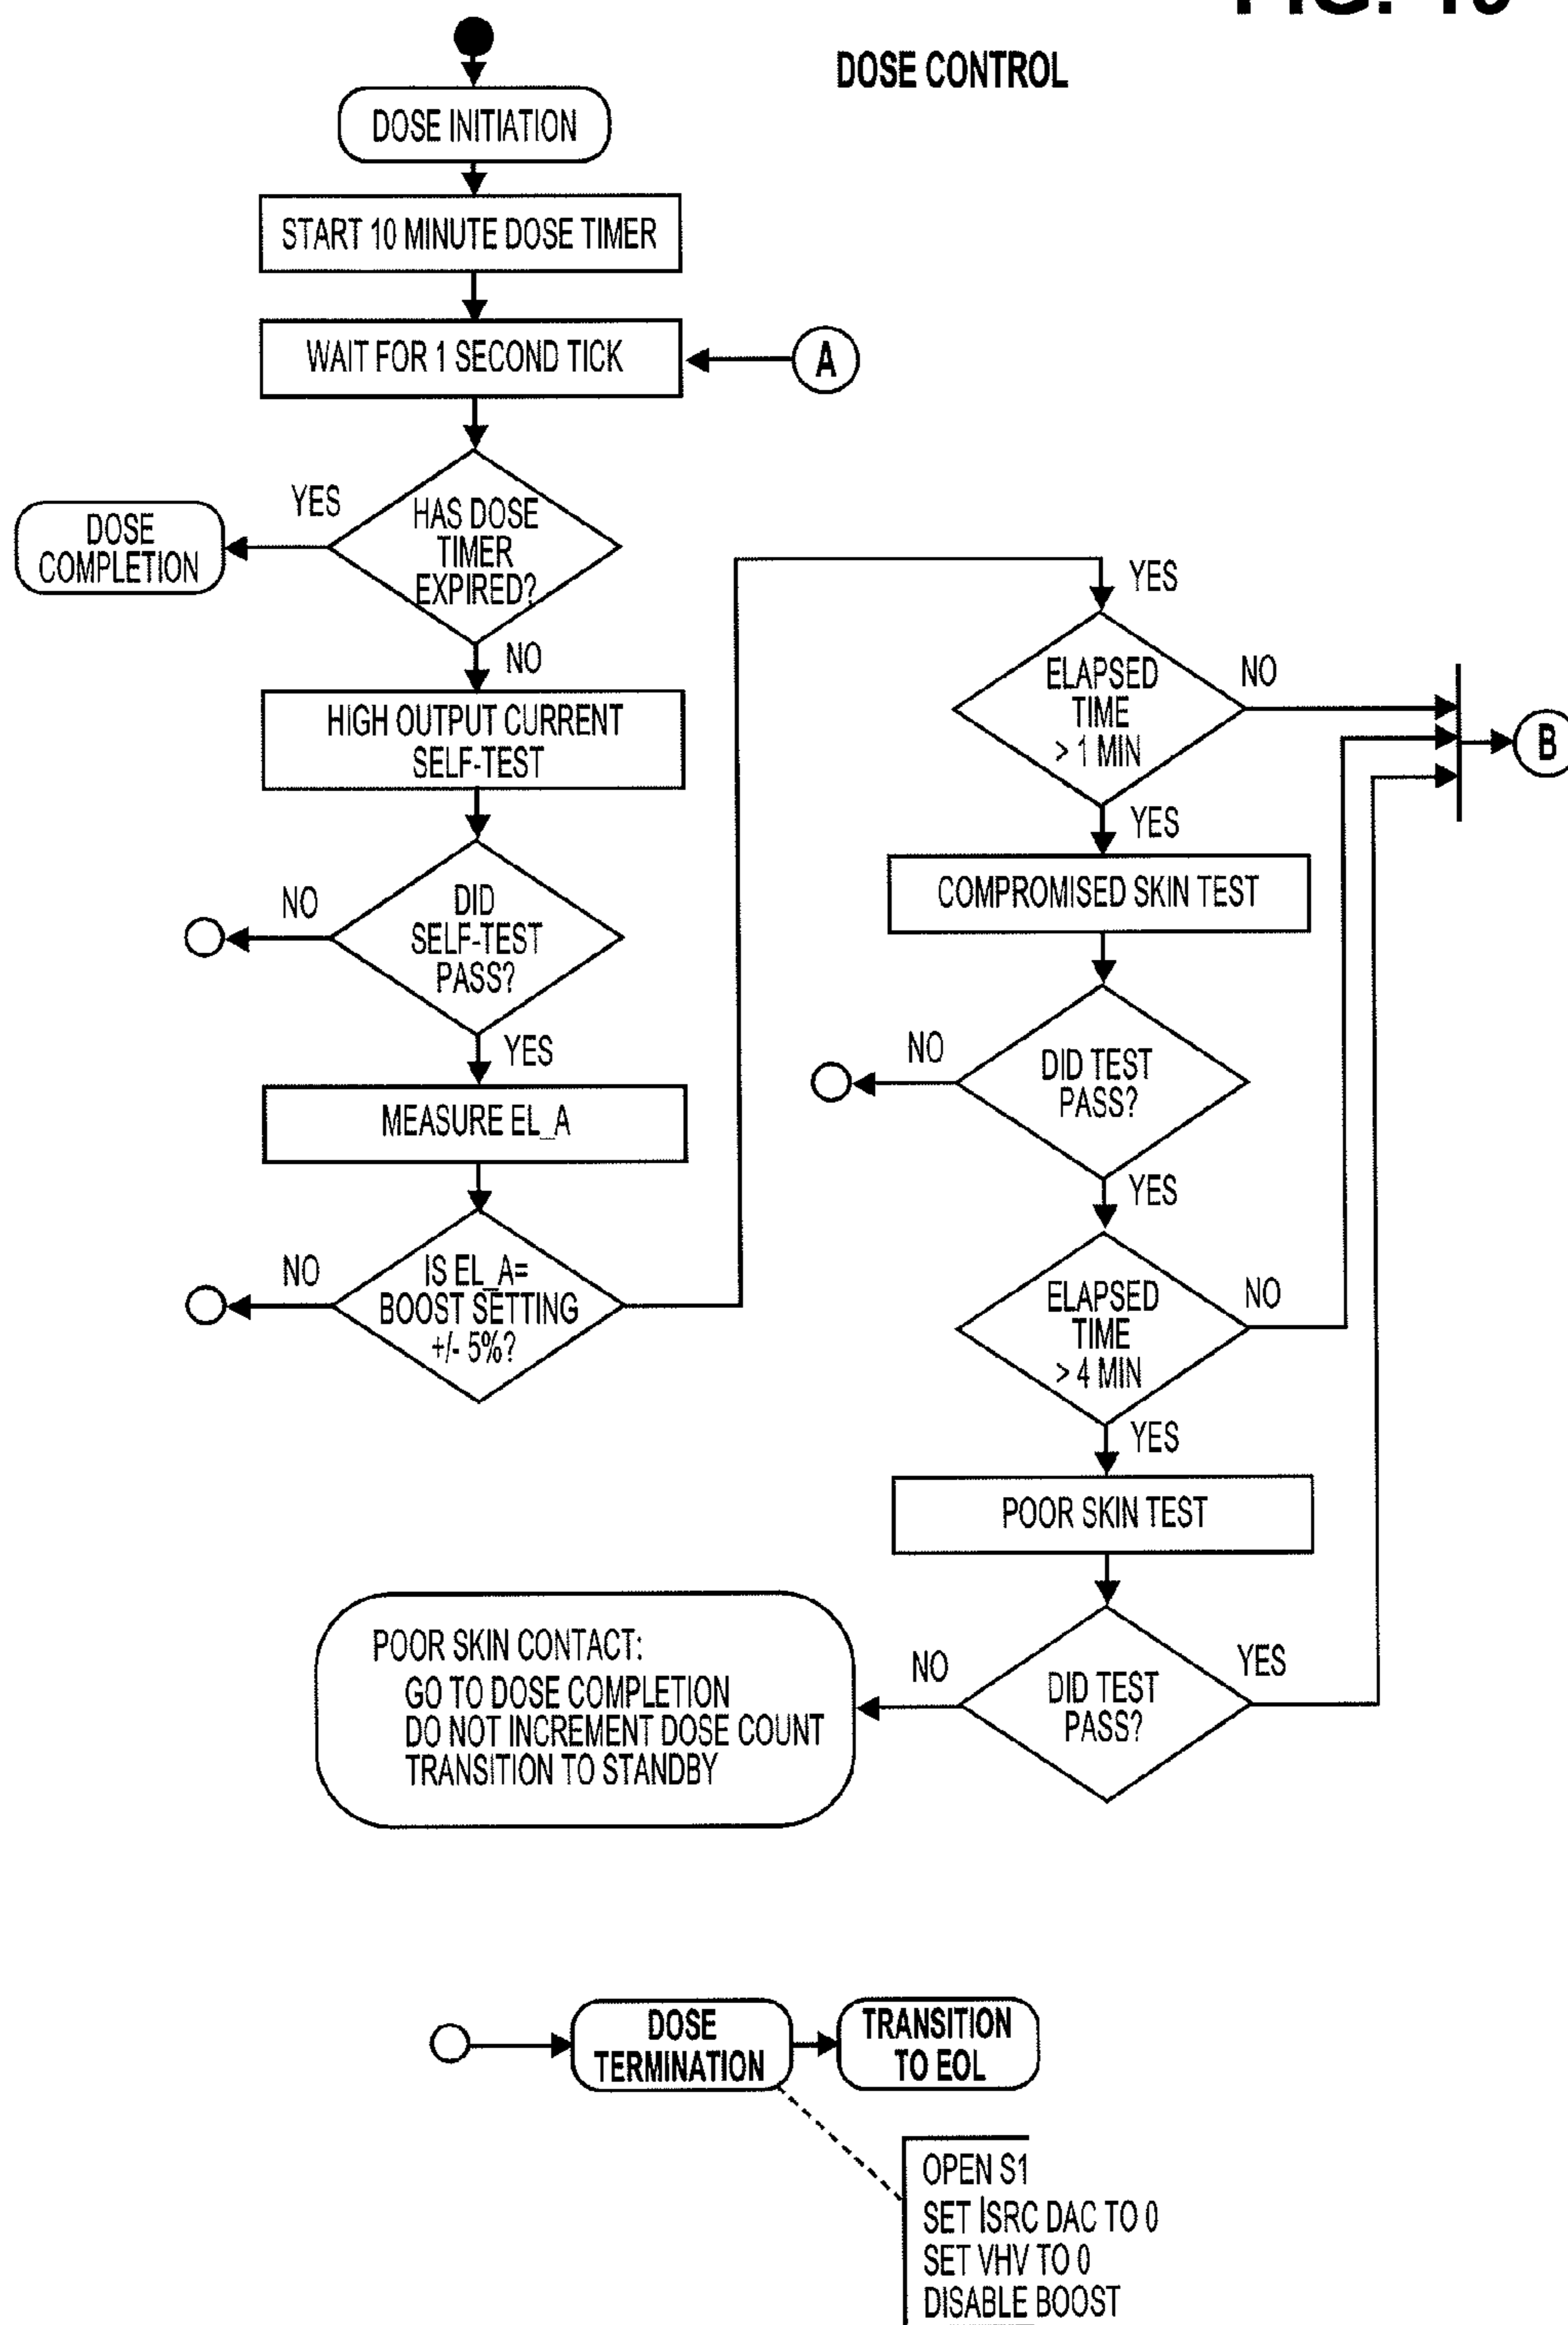 DOSE CONTROL
DOSE INITIATION
START 10 MINUTE DOSE TIMER
WAIT FOR 1 SECOND TICK
A
HAS DOSE
TIMER
EXPIRED?
YES
DOSE
COMPLETION
NO
HIGH OUTPUT CURRENT
SELF-TEST
DID
SELF-TEST
PASS?
NO
YES
MEASURE EL_A
IS EL_A=
BOOST SETTING
+/- 5%?
NO
YES
ELAPSED
TIME
> 1 MIN
NO
B
YES
COMPROMISED SKIN TEST
DID TEST
PASS?
NO
YES
ELAPSED
TIME
> 4 MIN
NO
YES
POOR SKIN TEST
DID TEST
PASS?
YES
NO
POOR SKIN CONTACT:
GO TO DOSE COMPLETION
DO NOT INCREMENT DOSE COUNT
TRANSITION TO STANDBY
DOSE
TERMINATION
TRANSITION
TO EOL
OPEN S1
SET ISRC DAC TO 0
SET VHV TO 0
DISABLE BOOST